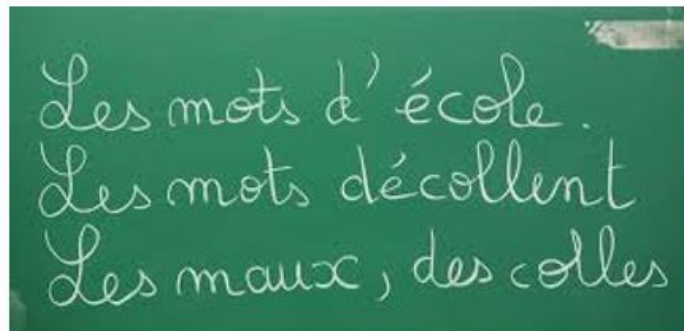 Les mots d'école.
Les mots décollent
Les maux, des colles